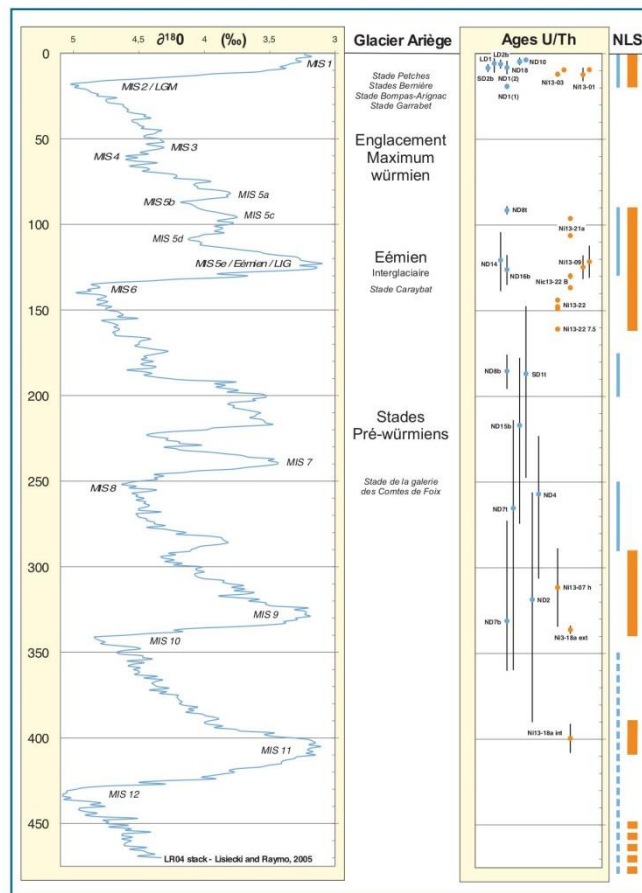 5 4,5 ∂18O 4 (‰) 3,5 3
Glacier Ariège
Ages U/Th
NLS
0
50
100
150
200
250
300
350
400
450
MIS 1
MIS 2 / LGM
MIS 3
MIS 4
MIS 5a
MIS 5b
MIS 5c
MIS 5d
MIS 5e / Eémien / LIG
MIS 6
MIS 7
MIS 8
MIS 9
MIS 10
MIS 11
MIS 12
LR04 stack - Lisiecki and Raymo, 2005
Stade Petches
Stades Bernière
Stade Bompas-Arignac
Stade Garrabet
Englacement
Maximum
würmien
Eémien
Interglaciaire
Stade Caraybat
Stades
Pré-würmiens
Stade de la galerie
des Comtes de Foix
LD2b
LD1
ND10
ND18
SD2b
ND1(2)
Ni13-03
Ni13-01
ND1(1)
ND8t
Ni13-21a
ND14
Ni13-09
ND16b
Nic13-22 B
Ni13-22
Ni13-22 7.5
ND8b
SD1t
ND15b
ND4
ND7t
Ni13-07 h
ND2
ND7b
Ni3-18a ext
Ni13-18a int